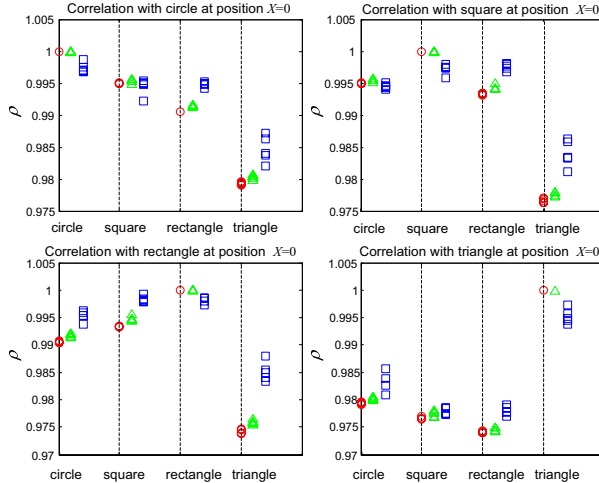 Correlation with circle at position X=0
Correlation with square at position X=0
1.005
1
0.995
0.99
0.985
0.98
0.975
ρ
circle square rectangle triangle
1.005
1
0.995
0.99
0.985
0.98
0.975
ρ
circle square rectangle triangle
Correlation with rectangle at position X=0
Correlation with triangle at position X=0
1.005
1
0.995
0.99
0.985
0.98
0.975
0.97
ρ
circle square rectangle triangle
1.005
1
0.995
0.99
0.985
0.98
0.975
0.97
ρ
circle square rectangle triangle